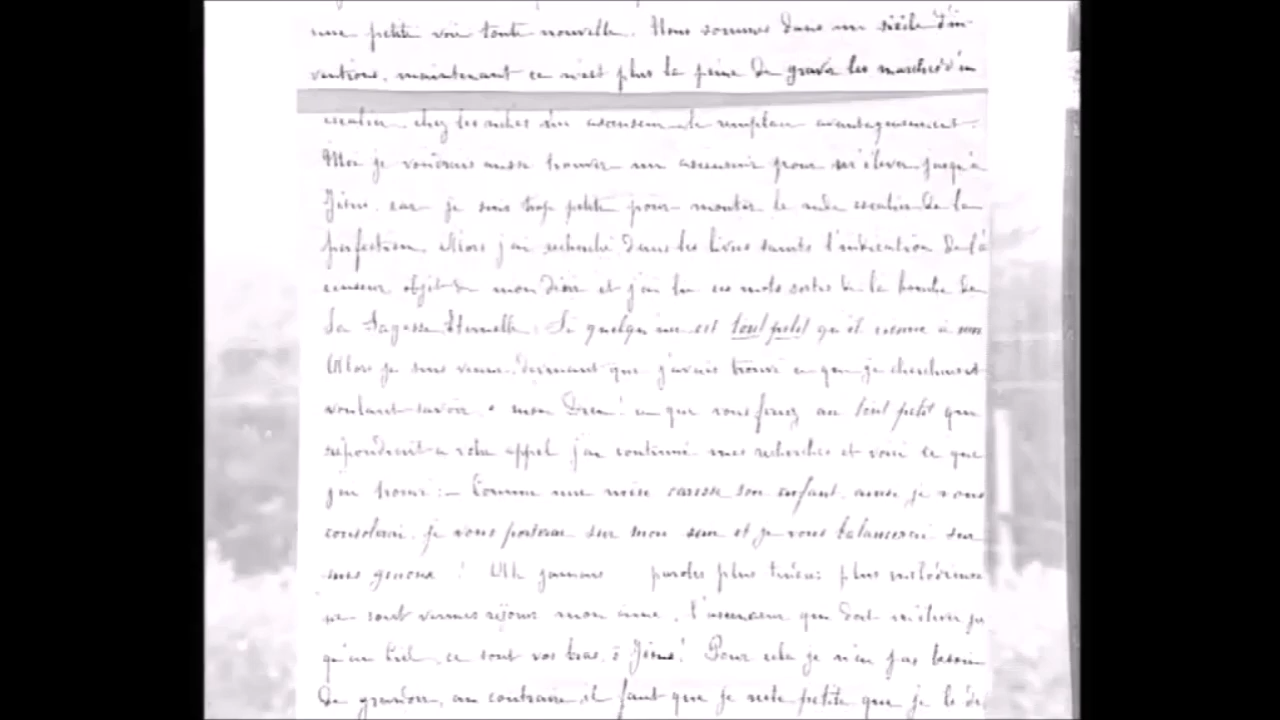 une petite voie toute nouvelle. Nous sommes dans un siècle d'in-
ventions, maintenant ce n'est plus la peine de gravir les marches d'un
escalier, chez les riches un ascenseur le remplace avantageusement.
Moi je voudrais aussi trouver un ascenseur pour m'élever jusqu'à
Jésus, car je suis trop petite pour monter le rude escalier de la
perfection. Alors j'ai recherché dans les livres saints l'indication de l'a
censeur objet de mon désir et j'ai lu ces mots sortis de la bouche de
La Sagesse Eternelle: Si quelqu'un est tout petit qu'il vienne à moi
Alors je suis venue, devinant que j'avais trouvé ce que je cherchais et
voulant savoir, ô mon Dieu! ce que vous feriez au tout petit qui
répondrait à votre appel j'ai continué mes recherches et voici ce que
j'ai trouvé: — Comme une mère caresse son enfant, ainsi je vous
consolerai, je vous porterai sur mon sein et je vous balancerai sur
mes genoux! Ah jamais paroles plus tendres plus mélodieuses
ne sont venues réjouir mon âme, l'ascenseur qui doit m'élever jus
qu'au Ciel, ce sont vos bras, ô Jésus! Pour cela je n'ai pas besoin
de grandir, au contraire il faut que je reste petite que je le de